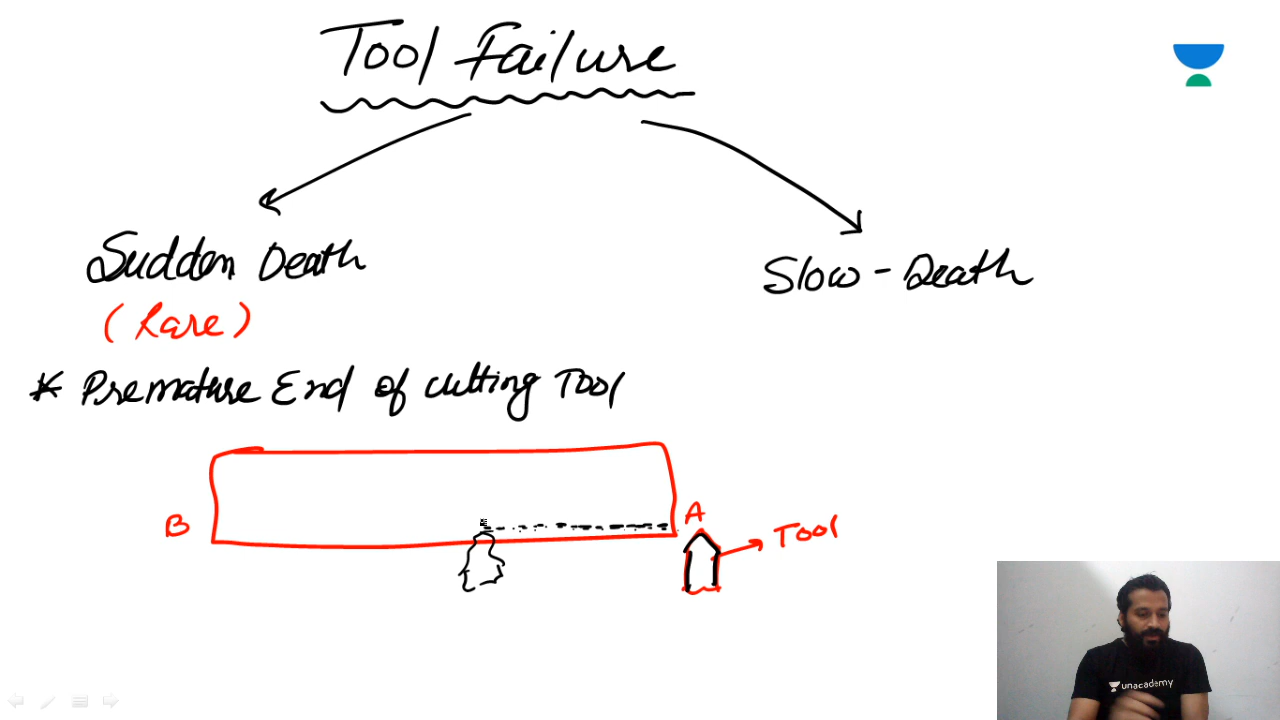 Tool Failure
Sudden Death
Slow-Death
(Rare)
* Premature End of cutting Tool
B
A
Tool
unacademy